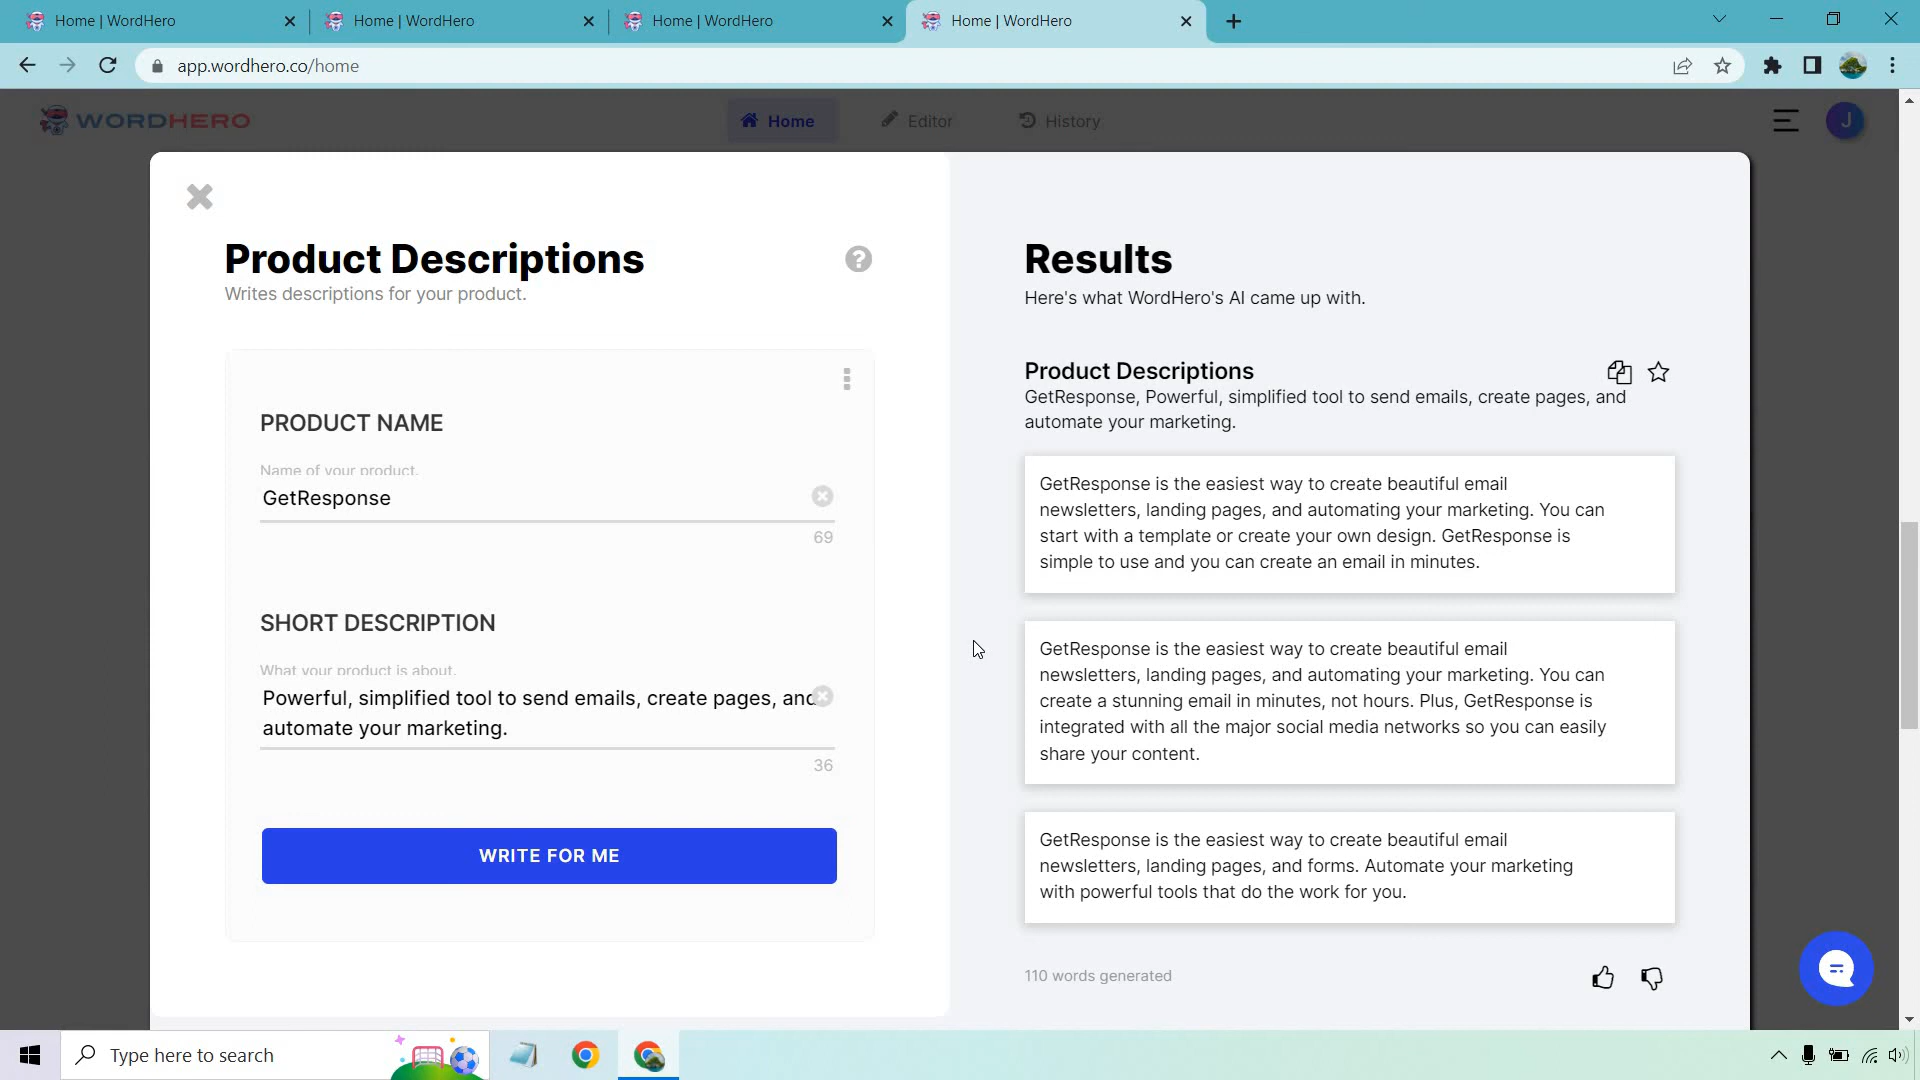 Home | WordHero
Home | WordHero
Home | WordHero
Home | WordHero
app.wordhero.co/home
WORDHERO
Home
Editor
History
J
Product Descriptions
Writes descriptions for your product.
PRODUCT NAME
Name of your product.
GetResponse
69
SHORT DESCRIPTION
What your product is about.
Powerful, simplified tool to send emails, create pages, and
automate your marketing.
36
WRITE FOR ME
Results
Here's what WordHero's AI came up with.
Product Descriptions
GetResponse, Powerful, simplified tool to send emails, create pages, and
automate your marketing.
GetResponse is the easiest way to create beautiful email
newsletters, landing pages, and automating your marketing. You can
start with a template or create your own design. GetResponse is
simple to use and you can create an email in minutes.
GetResponse is the easiest way to create beautiful email
newsletters, landing pages, and automating your marketing. You can
create a stunning email in minutes, not hours. Plus, GetResponse is
integrated with all the major social media networks so you can easily
share your content.
GetResponse is the easiest way to create beautiful email
newsletters, landing pages, and forms. Automate your marketing
with powerful tools that do the work for you.
110 words generated
Type here to search